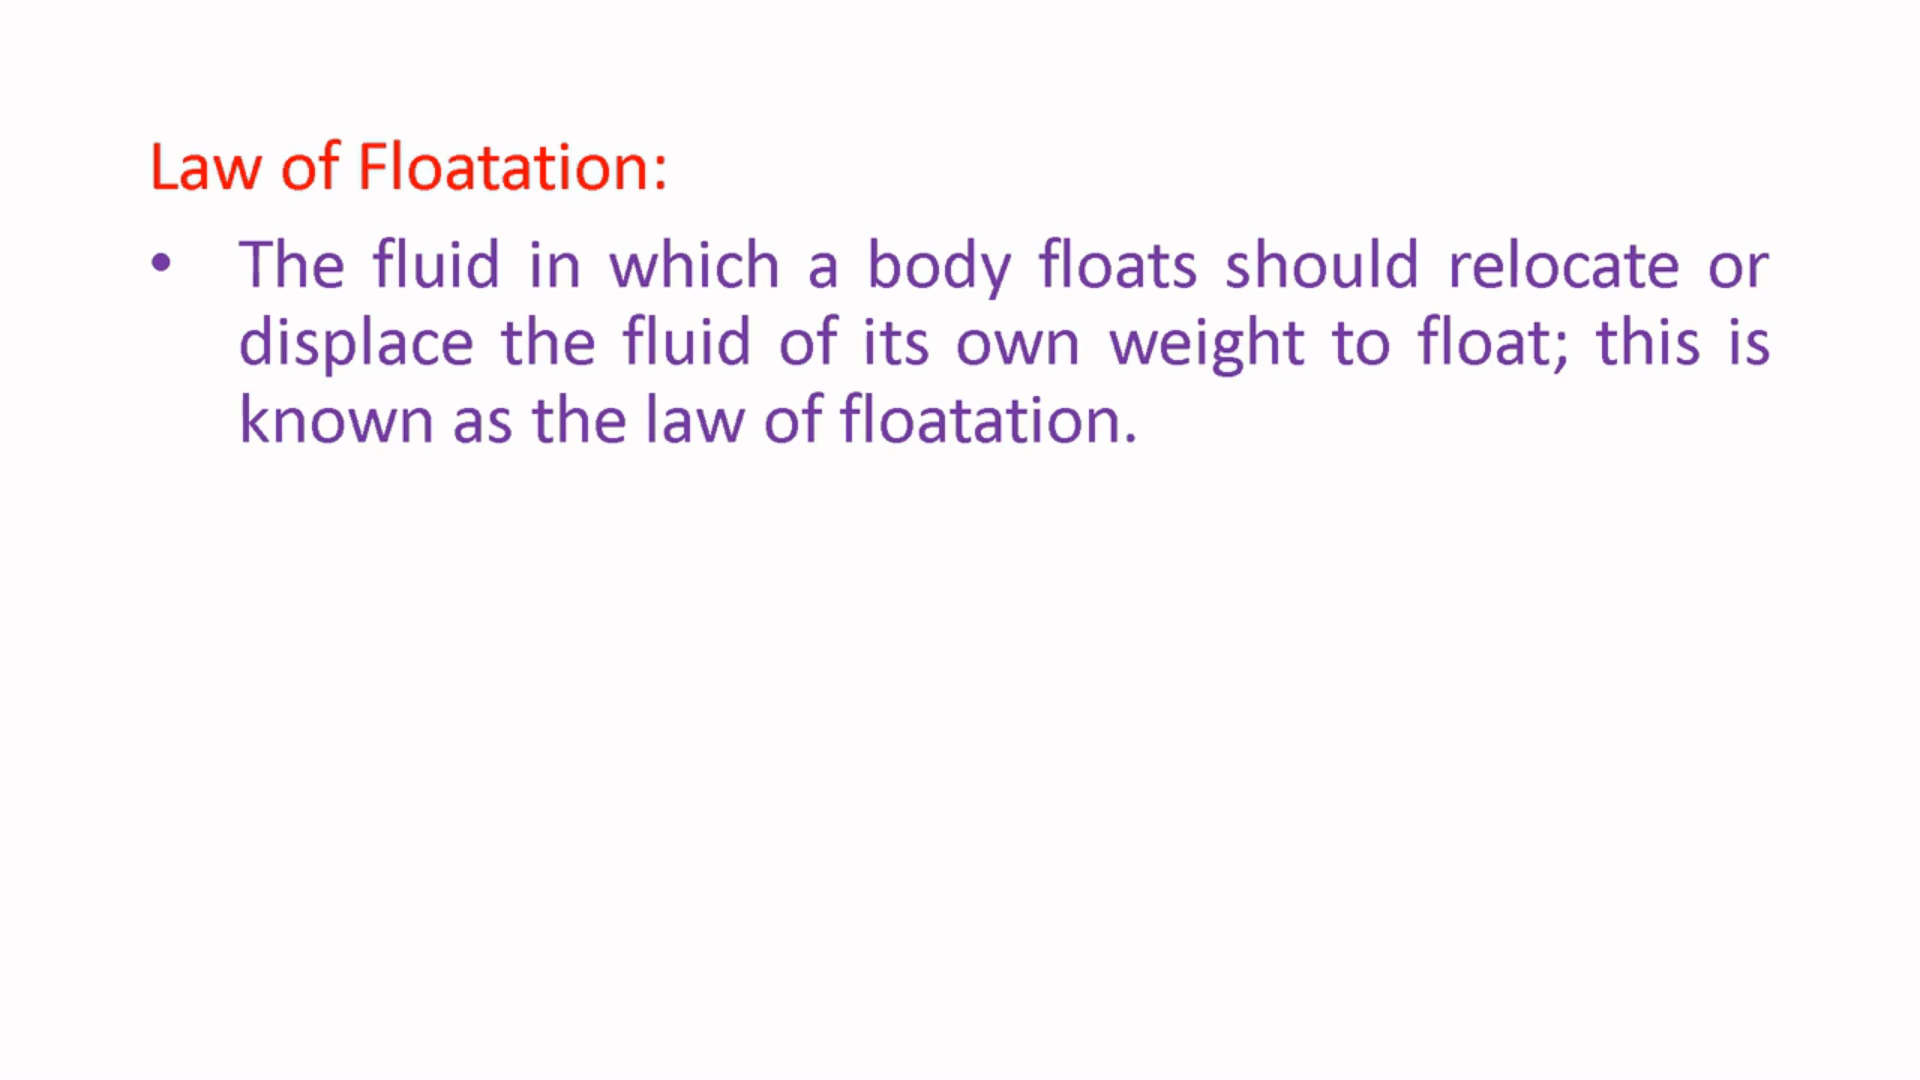 Law of Floatation:
• The fluid in which a body floats should relocate or
displace the fluid of its own weight to float; this is
known as the law of floatation.